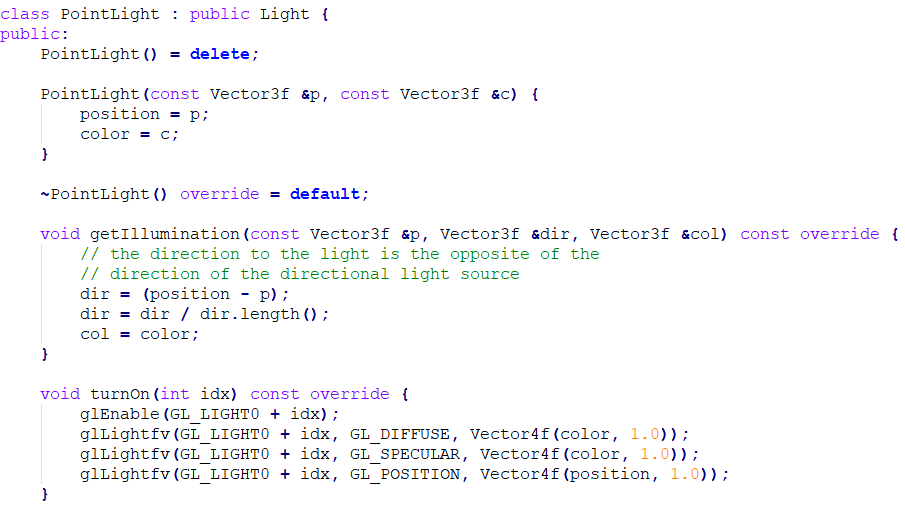 class PointLight : public Light {
public:
    PointLight() = delete;

    PointLight(const Vector3f &p, const Vector3f &c) {
        position = p;
        color = c;
    }

    ~PointLight() override = default;

    void getIllumination(const Vector3f &p, Vector3f &dir, Vector3f &col) const override {
        // the direction to the light is the opposite of the
        // direction of the directional light source
        dir = (position - p);
        dir = dir / dir.length();
        col = color;
    }

    void turnOn(int idx) const override {
        glEnable(GL_LIGHT0 + idx);
        glLightfv(GL_LIGHT0 + idx, GL_DIFFUSE, Vector4f(color, 1.0));
        glLightfv(GL_LIGHT0 + idx, GL_SPECULAR, Vector4f(color, 1.0));
        glLightfv(GL_LIGHT0 + idx, GL_POSITION, Vector4f(position, 1.0));
    }